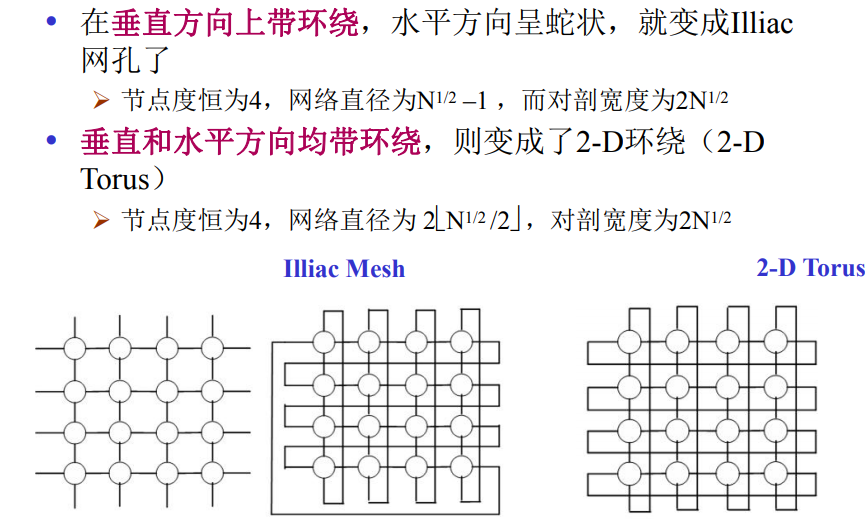 • 在垂直方向上带环绕，水平方向呈蛇状，就变成Illiac
网孔了
➢ 节点度恒为4，网络直径为N1/2 –1 ，而对剖宽度为2N1/2
• 垂直和水平方向均带环绕，则变成了2-D环绕（2-D
Torus）
➢ 节点度恒为4，网络直径为 2⌊N1/2 /2⌋，对剖宽度为2N1/2
Illiac Mesh
2-D Torus